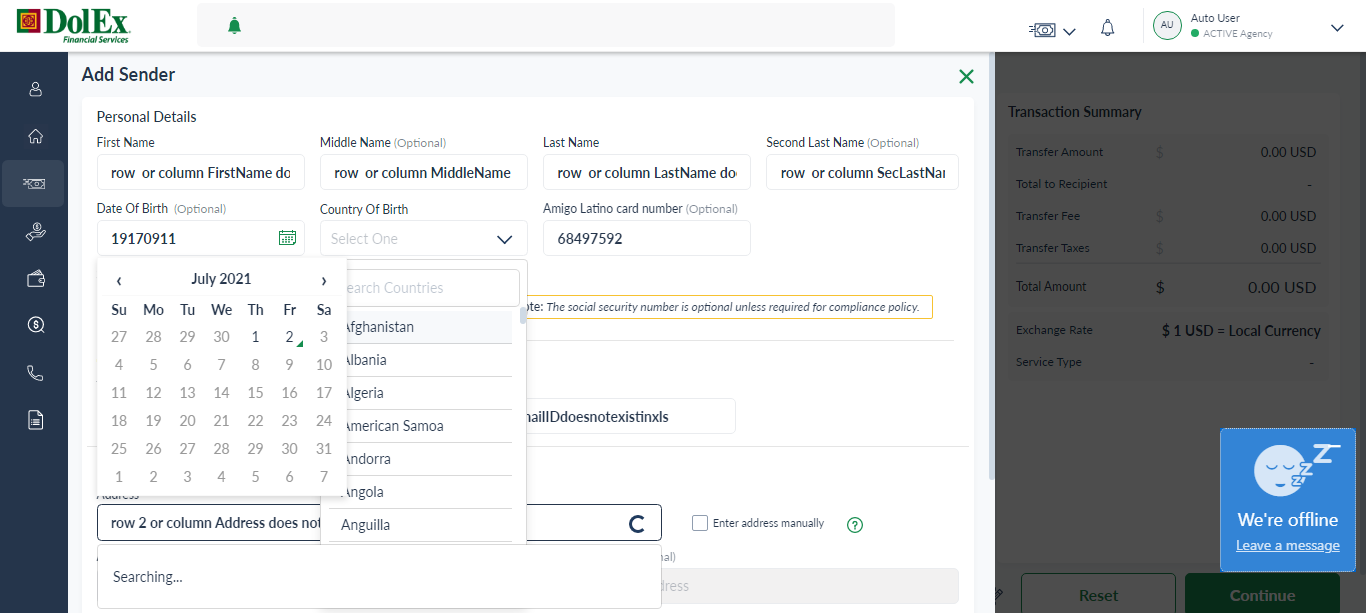 DolEx
Financial Services
AU
Auto User
ACTIVE Agency
Add Sender
Personal Details
First Name
Middle Name (Optional)
Last Name
Second Last Name (Optional)
row or column FirstName do
row or column MiddleName
row or column LastName do
row or column SecLastNar
Date Of Birth (Optional)
Country Of Birth
Amigo Latino card number (Optional)
19170911
Select One
68497592
July 2021
Su Mo Tu We Th Fr Sa
27 28 29 30 1 2 3
4 5 6 7 8 9 10
11 12 13 14 15 16 17
18 19 20 21 22 23 24
25 26 27 28 29 30 31
1 2 3 4 5 6 7
earch Countries
Afghanistan
Albania
Algeria
American Samoa
Andorra
Angola
Anguilla
ote: The social security number is optional unless required for compliance policy.
nailIDdoesnotexistinxls
Address
row 2 or column Address does not
Enter address manually
?
nal)
dress
Searching...
Transaction Summary
Transfer Amount $ 0.00 USD
Total to Recipient -
Transfer Fee $ 0.00 USD
Transfer Taxes $ 0.00 USD
Total Amount $ 0.00 USD
Exchange Rate $ 1 USD = Local Currency
Service Type -
z z Z
We're offline
Leave a message
Reset
Continue